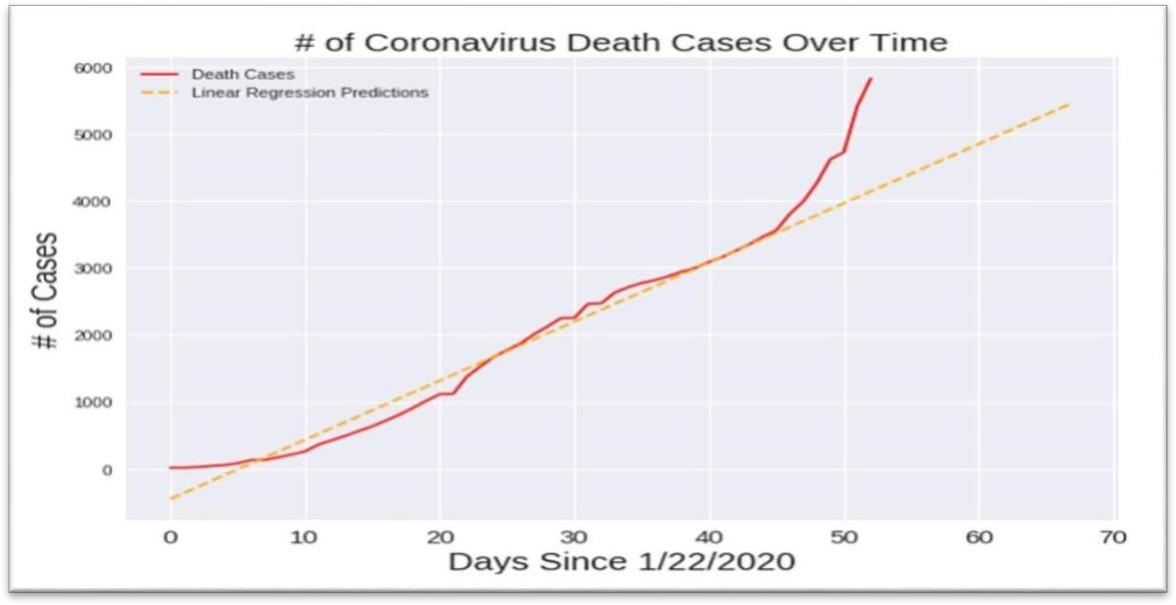 # of Coronavirus Death Cases Over Time
Death Cases
Linear Regression Predictions
6000
5000
4000
3000
2000
1000
0
# of Cases
0 10 20 30 40 50 60 70
Days Since 1/22/2020